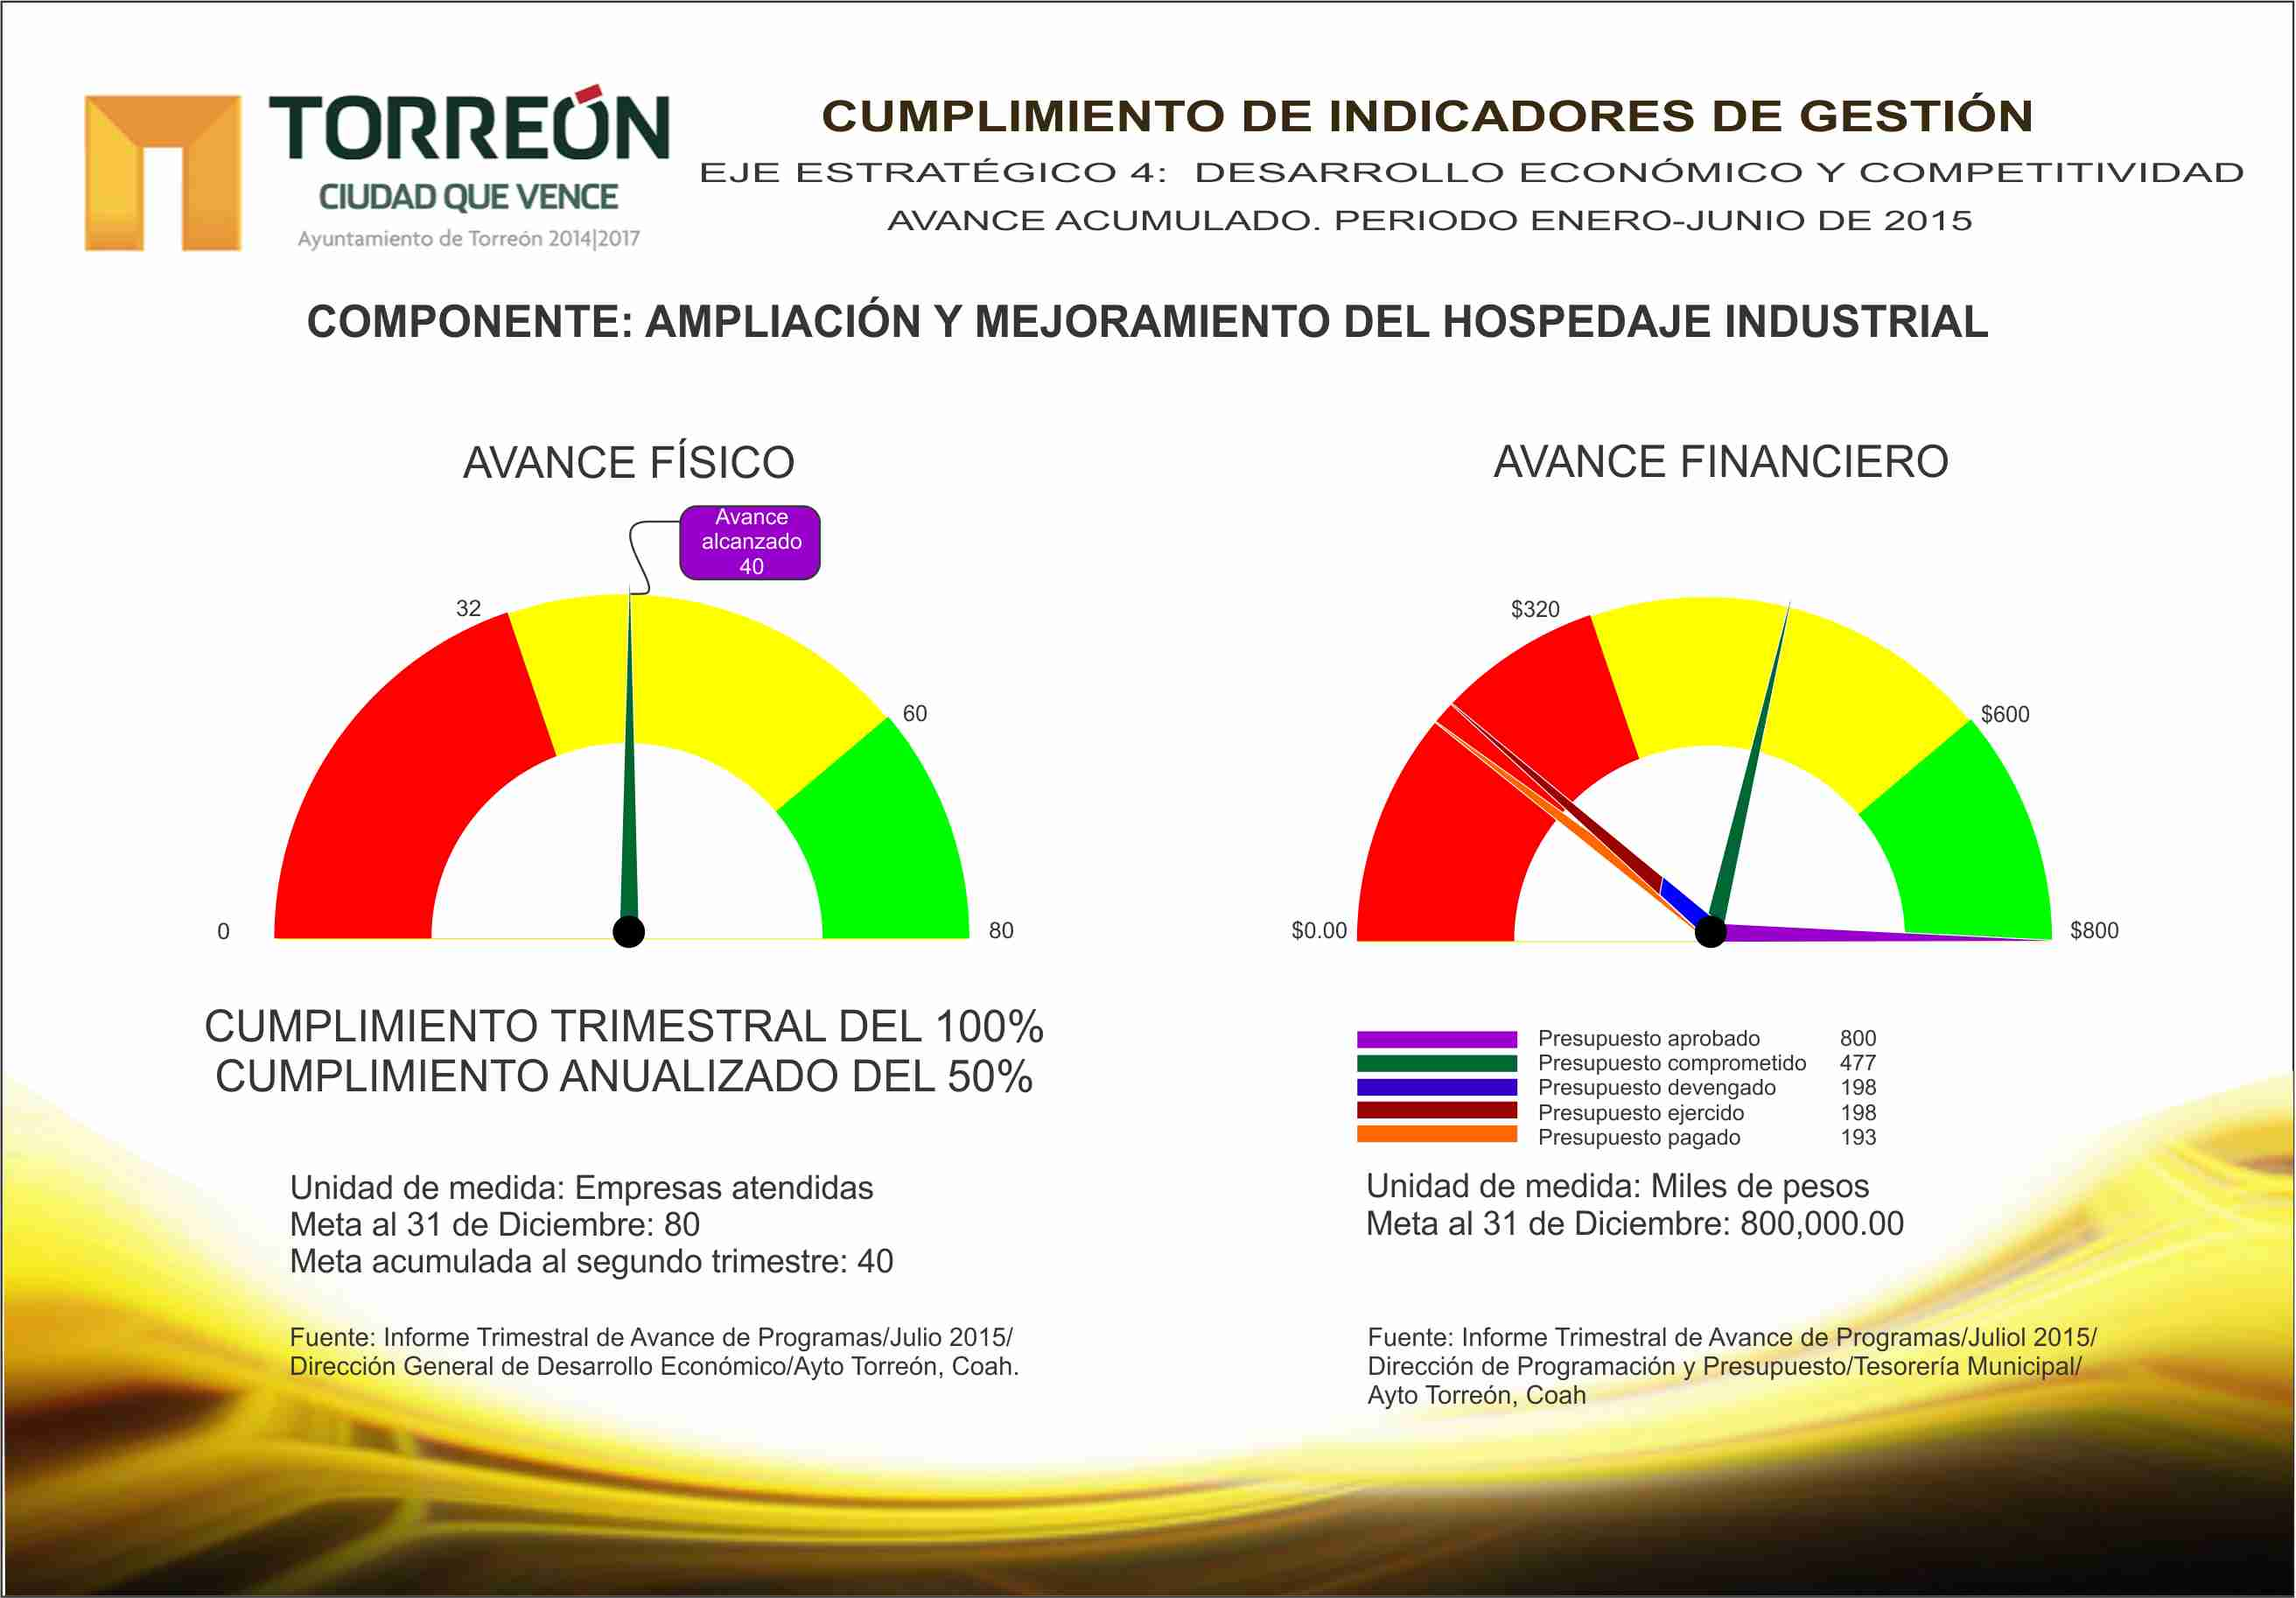 TORREÓN
CIUDAD QUE VENCE
Ayuntamiento de Torreón 2014|2017
CUMPLIMIENTO DE INDICADORES DE GESTIÓN
EJE ESTRATÉGICO 4: DESARROLLO ECONÓMICO Y COMPETITIVIDAD
AVANCE ACUMULADO. PERIODO ENERO-JUNIO DE 2015
COMPONENTE: AMPLIACIÓN Y MEJORAMIENTO DEL HOSPEDAJE INDUSTRIAL
AVANCE FÍSICO
Avance
alcanzado
40
32
60
0
80
CUMPLIMIENTO TRIMESTRAL DEL 100%
CUMPLIMIENTO ANUALIZADO DEL 50%
Unidad de medida: Empresas atendidas
Meta al 31 de Diciembre: 80
Meta acumulada al segundo trimestre: 40
Fuente: Informe Trimestral de Avance de Programas/Julio 2015/
Dirección General de Desarrollo Económico/Ayto Torreón, Coah.
AVANCE FINANCIERO
$320
$600
$0.00
$800
Presupuesto aprobado 800
Presupuesto comprometido 477
Presupuesto devengado 198
Presupuesto ejercido 198
Presupuesto pagado 193
Unidad de medida: Miles de pesos
Meta al 31 de Diciembre: 800,000.00
Fuente: Informe Trimestral de Avance de Programas/Juliol 2015/
Dirección de Programación y Presupuesto/Tesorería Municipal/
Ayto Torreón, Coah